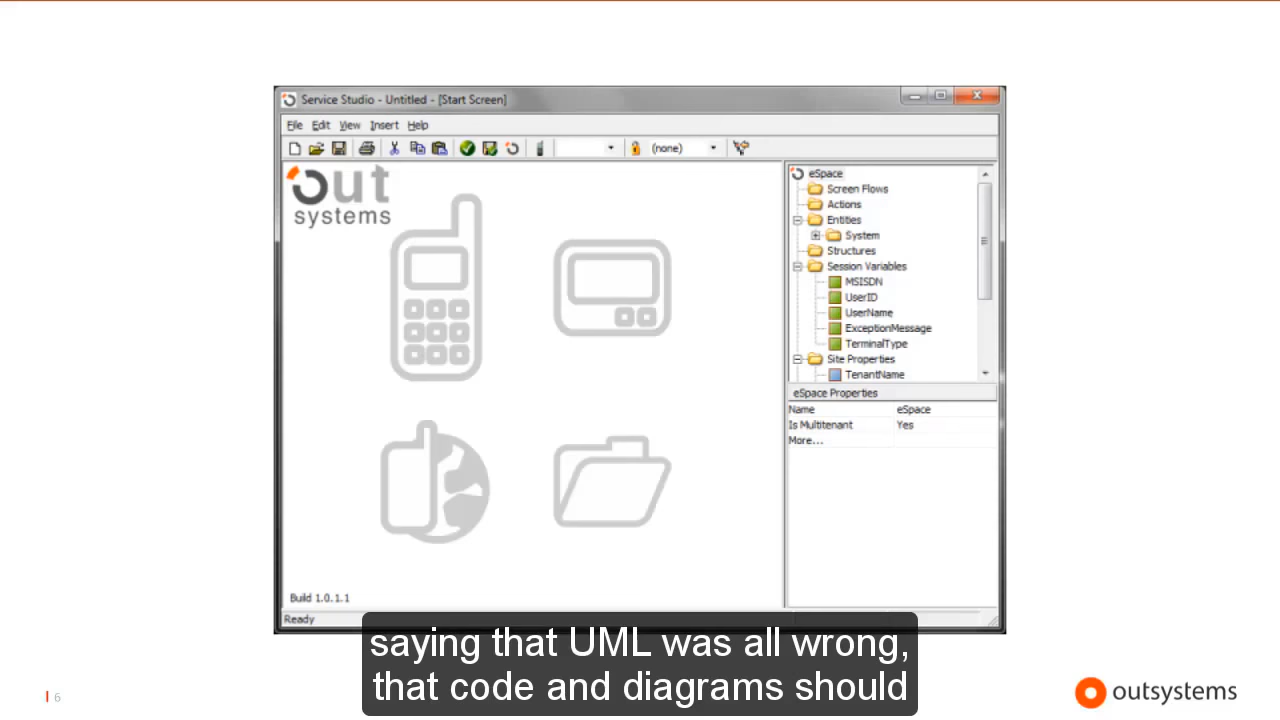 Service Studio - Untitled - [Start Screen]
File Edit View Insert Help
(none)
out
systems
eSpace
Screen Flows
Actions
Entities
System
Structures
Session Variables
MSISDN
UserID
UserName
ExceptionMessage
TerminalType
Site Properties
TenantName
eSpace Properties
Name eSpace
Is Multitenant Yes
More...
Build 1.0.1.1
Ready
saying that UML was all wrong,
that code and diagrams should
6
outsystems